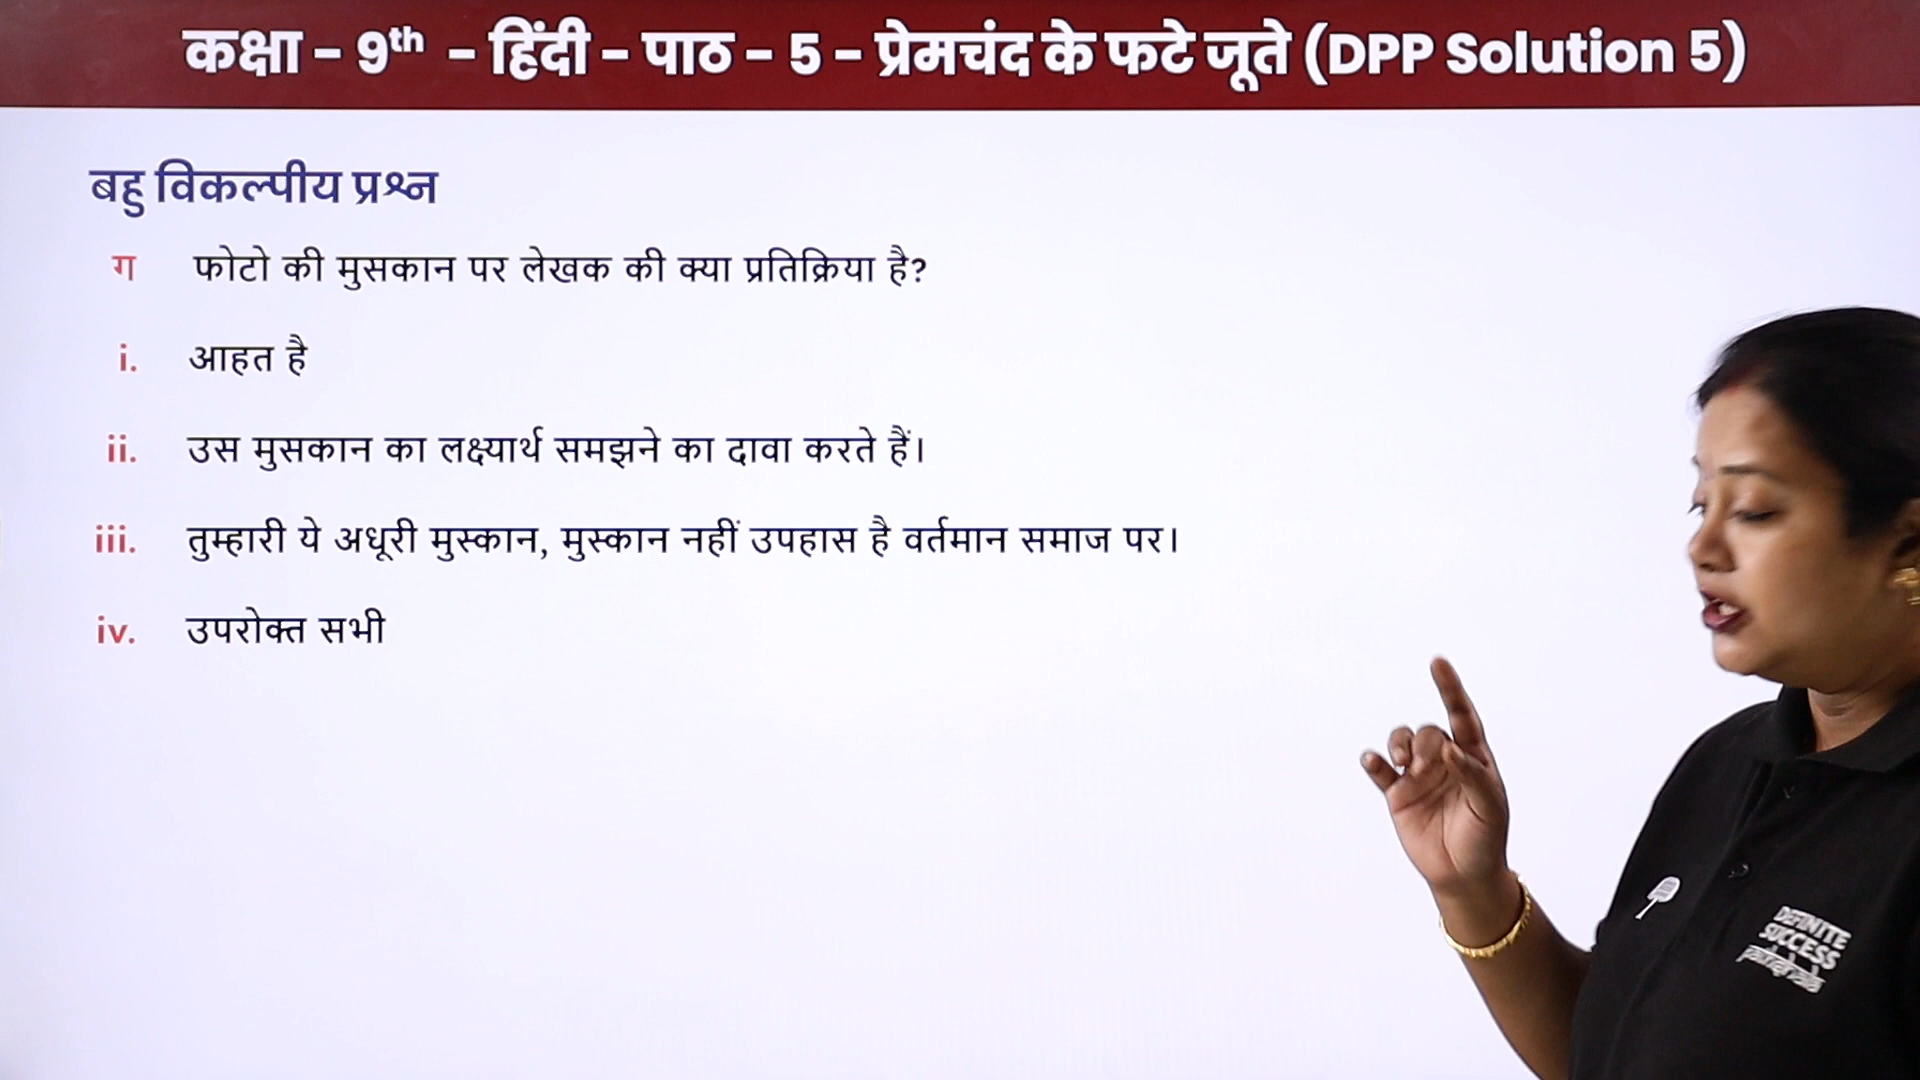 कक्षा – 9th – हिंदी – पाठ – 5 – प्रेमचंद के फटे जूते (DPP Solution 5)
बहु विकल्पीय प्रश्न
ग फोटो की मुसकान पर लेखक की क्या प्रतिक्रिया है?
i. आहत है
ii. उस मुसकान का लक्ष्यार्थ समझने का दावा करते हैं।
iii. तुम्हारी ये अधूरी मुस्कान, मुस्कान नहीं उपहास है वर्तमान समाज पर।
iv. उपरोक्त सभी
DEFINITE
SUCCESS